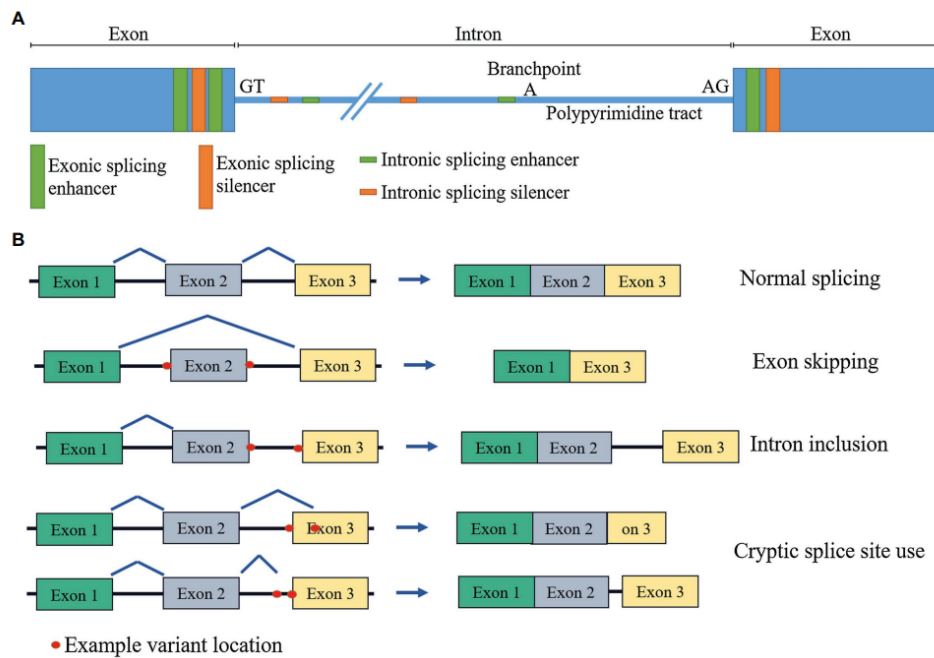 A
Exon Intron Exon
Branchpoint
GT A AG
Polypyrimidine tract
Exonic splicing
enhancer
Exonic splicing
silencer
Intronic splicing enhancer
Intronic splicing silencer
B
Exon 1 Exon 2 Exon 3 Exon 1 Exon 2 Exon 3 Normal splicing
Exon 1 Exon 2 Exon 3 Exon 1 Exon 3 Exon skipping
Exon 1 Exon 2 Exon 3 Exon 1 Exon 2 Exon 3 Intron inclusion
Exon 1 Exon 2 Exon 3 Exon 1 Exon 2 on 3
Cryptic splice site use
Exon 1 Exon 2 Exon 3 Exon 1 Exon 2 Exon 3
Example variant location